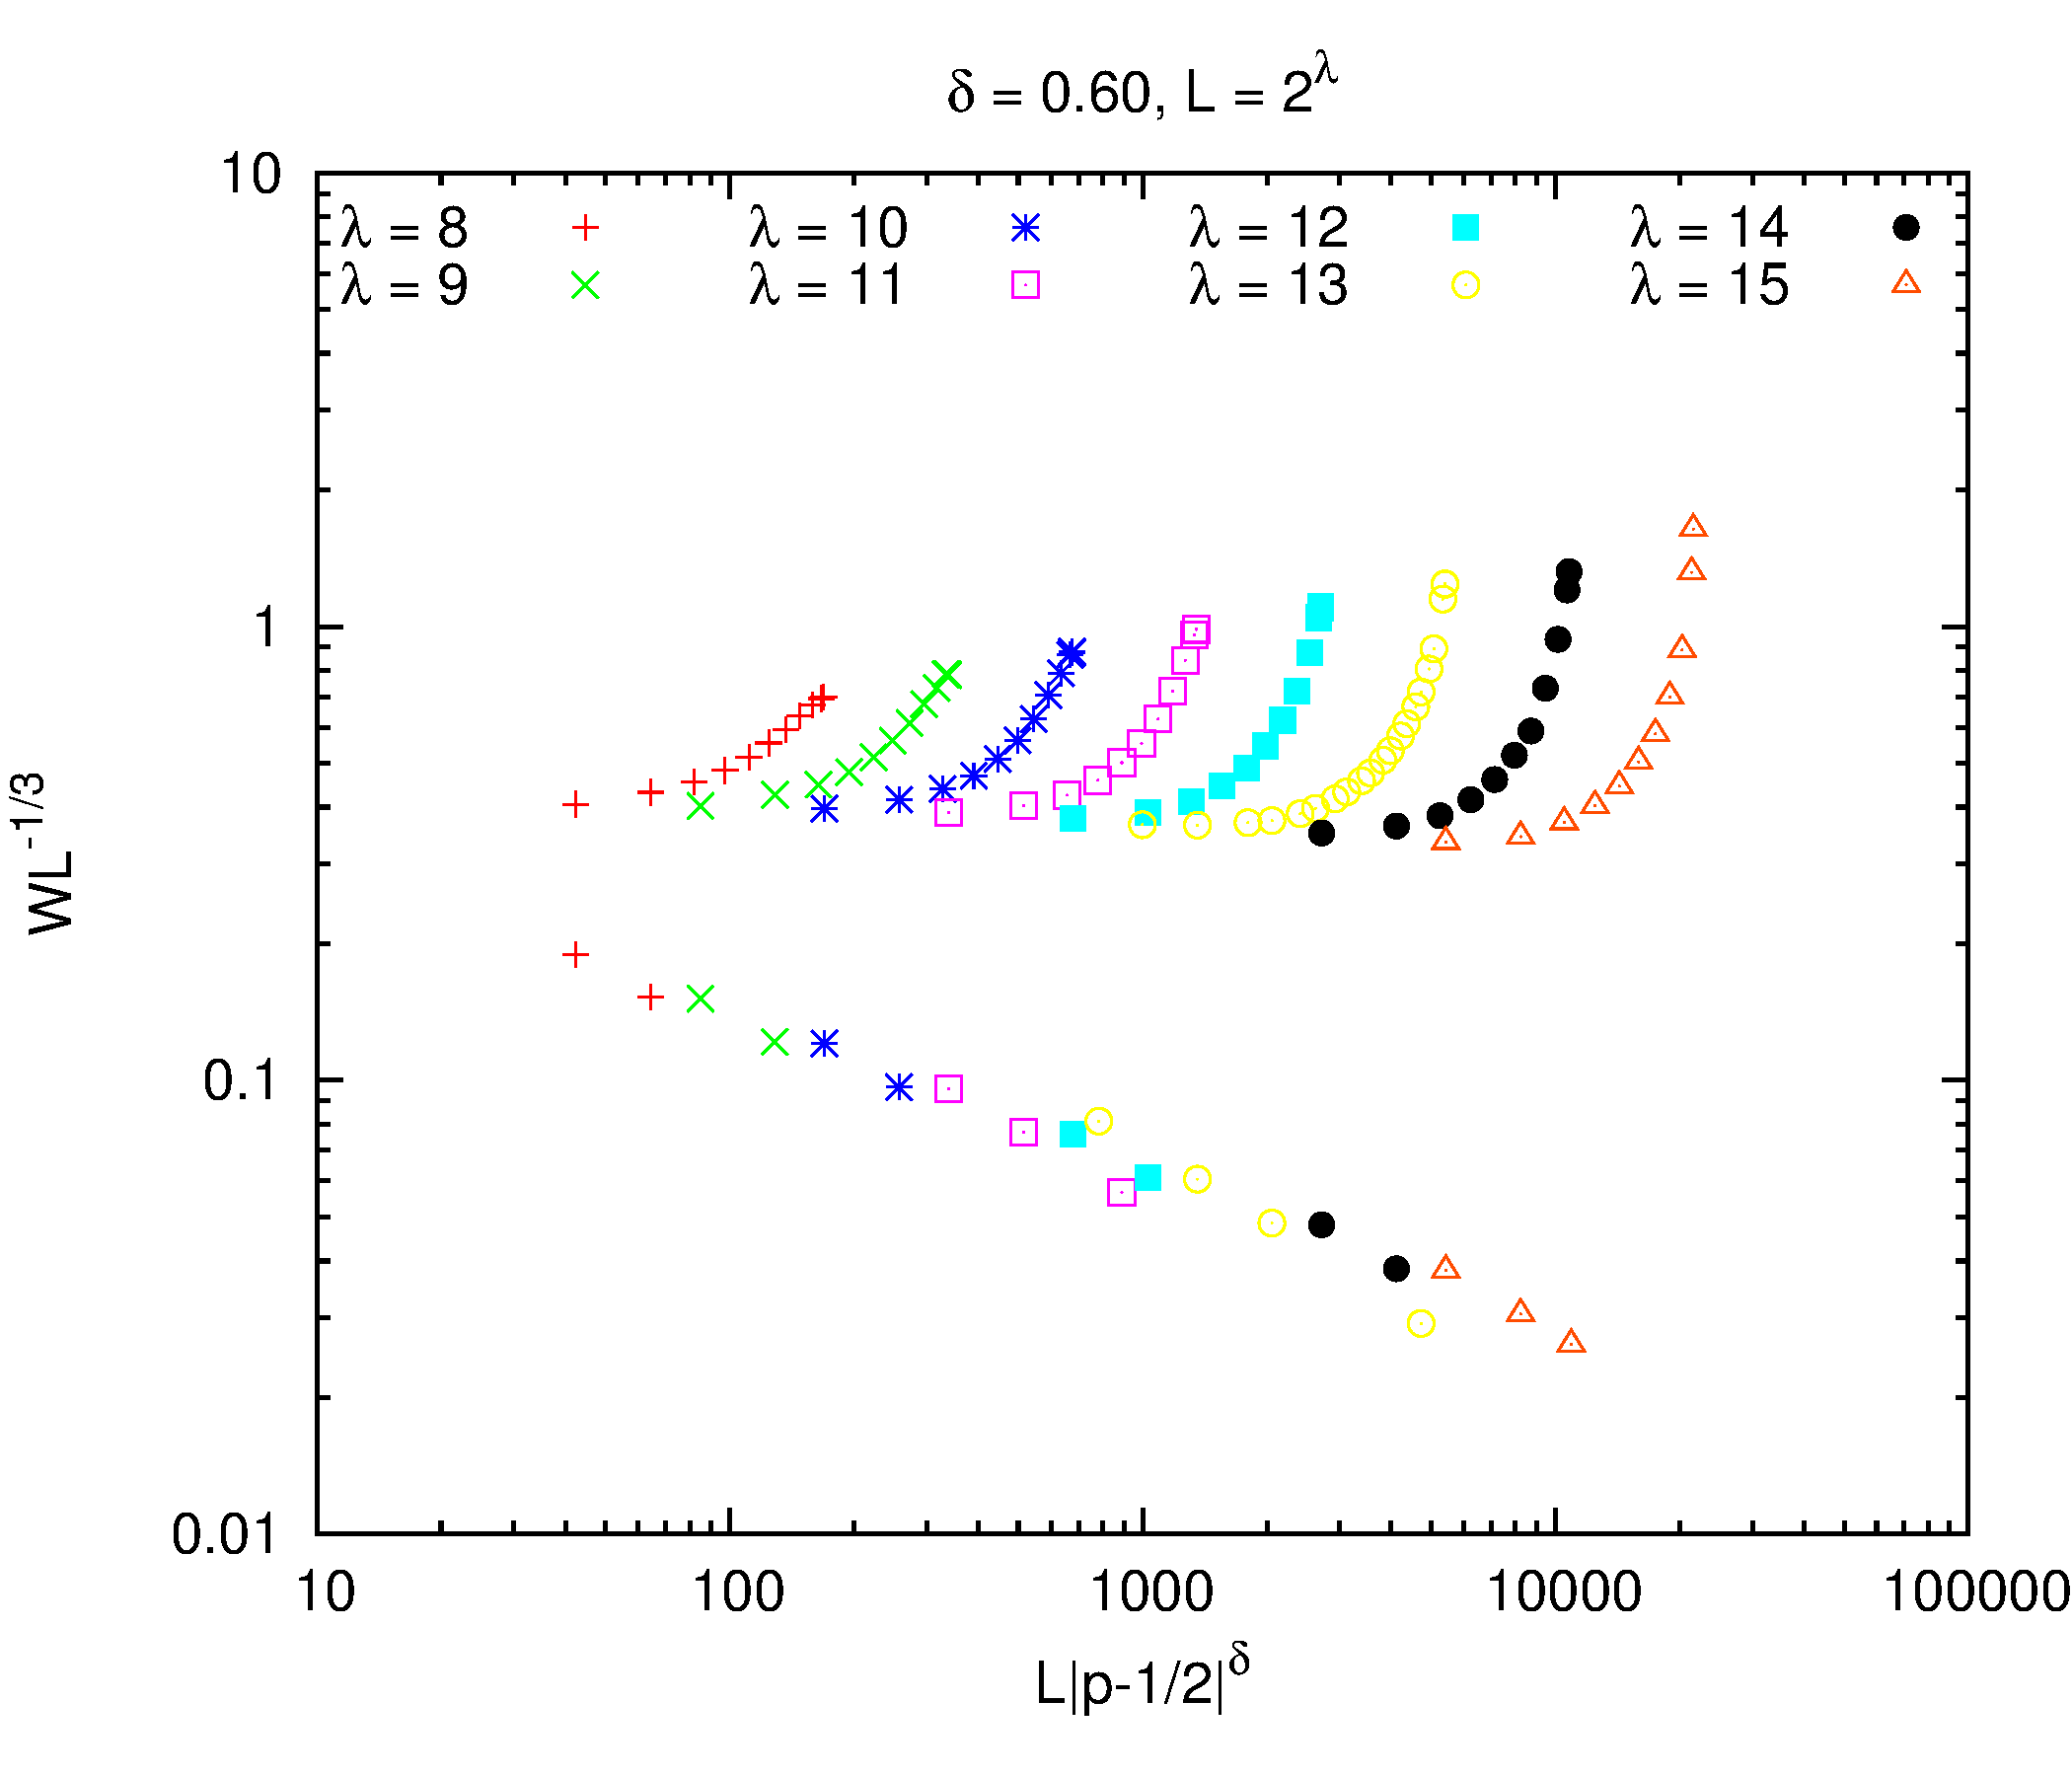 δ = 0.60, L = 2^λ
10
λ = 8 λ = 10 λ = 12 λ = 14
λ = 9 λ = 11 λ = 13 λ = 15
1
WL^-1/3
0.1
0.01
10 100 1000 10000 100000
L|p-1/2|^δ